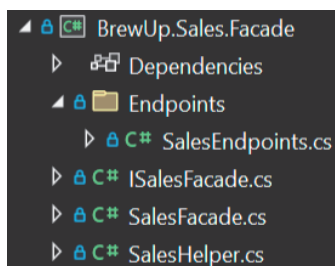 C# BrewUp.Sales.Facade
Dependencies
Endpoints
C# SalesEndpoints.cs
C# ISalesFacade.cs
C# SalesFacade.cs
C# SalesHelper.cs